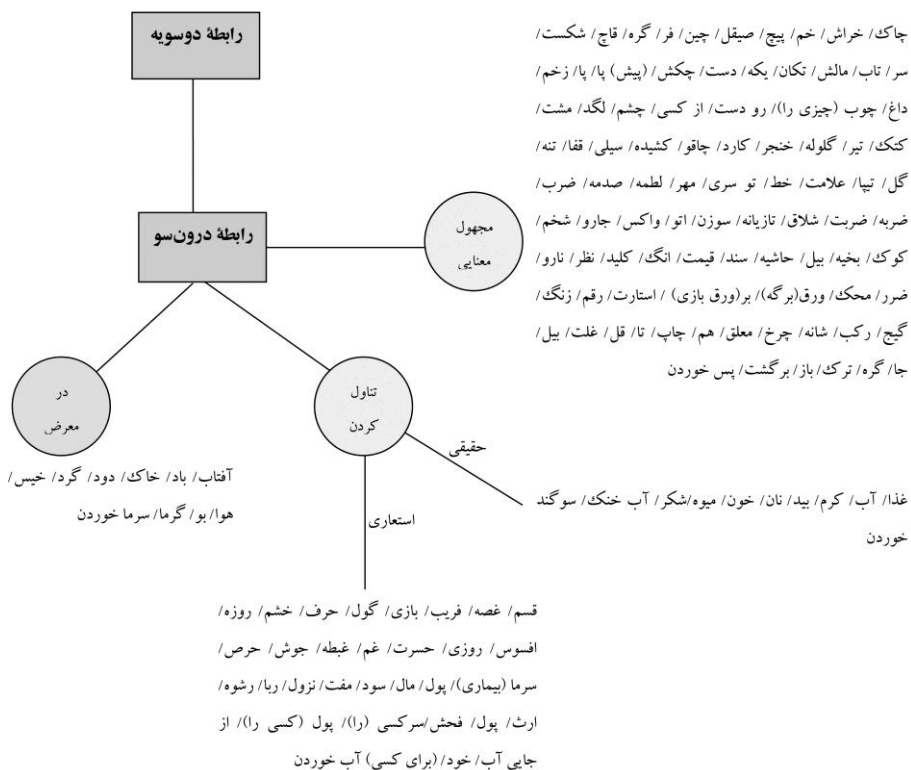 رابطهٔ دوسویه
چاک/ خراش/ خم/ پیچ/ صیقل/ چین/ فر/ گره/ قاچ/ شکست/
سر/ تاب/ مالش/ تکان/ یکه/ دست/ چکش/ (پیش) پا/ پا/ زخم/
داغ/ چوب (چیزی را)/ رو دست/ از کسی/ چشم/ لگد/ مشت/
کتک/ تیر/ گلوله/ خنجر/ کارد/ چاقو/ کشیده/ سیلی/ قفا/ تنه/
گل/ تیپا/ علامت/ خط/ تو سری/ مهر/ لطمه/ صدمه/ ضرب/
ضربه/ ضربت/ شلاق/ تازیانه/ سوزن/ اتو/ واکس/ جارو/ شخم/
کوک/ بخیه/ بیل/ حاشیه/ سند/ قیمت/ انگ/ کلید/ نظر/ نارو/
ضرر/ محک/ ورق(برگه)/ بر(ورق بازی) / استارت/ رقم/ زنگ/
گیج/ رکب/ شانه/ چرخ/ معلق/ هم/ چاپ/ تا/ قل/ غلت/ بیل/
جا/ گره/ ترک/ باز/ برگشت/ پس خوردن
رابطهٔ درون‌سو
مجهول
معنایی
در
معرض
تناول
کردن
حقیقی
استعاری
آفتاب/ باد/ خاک/ دود/ گرد/ خیس/
هوا/ بو/ گرما/ سرما خوردن
غذا/ آب/ کرم/ بید/ نان/ خون/ میوه/شکر/ آب خنک/ سوگند
خوردن
قسم/ غصه/ فریب/ بازی/ گول/ حرف/ خشم/ روزه/
افسوس/ روزی/ حسرت/ غم/ غبطه/ جوش/ حرص/
سرما (بیماری)/ پول/ مال/ سود/ مفت/ نزول/ ربا/ رشوه/
ارث/ پول/ فحش/سرکسی (را)/ پول (کسی را)/ از
جایی آب/ خود/ (برای کسی) آب خوردن